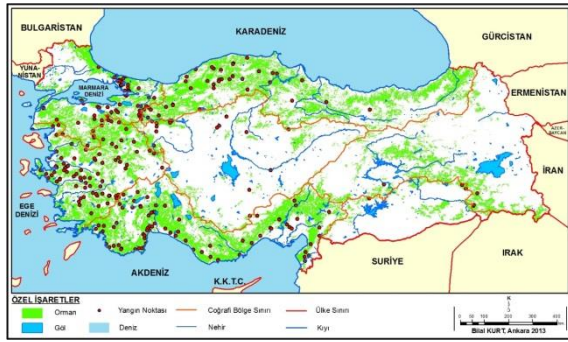 BULGARİSTAN
KARADENİZ
GÜRCİSTAN
YUNA-
NİSTAN
MARMARA
DENİZİ
ERMENİSTAN
İRAN
EGE
DENİZİ
AKDENİZ
K.K.T.C.
SURİYE
IRAK
ÖZEL İŞARETLER
Orman
Yangın Noktası
Coğrafi Bölge Sınırı
Ülke Sınırı
Göl
Deniz
Nehir
Kıyı
K
Bilal KURT, Ankara 2013